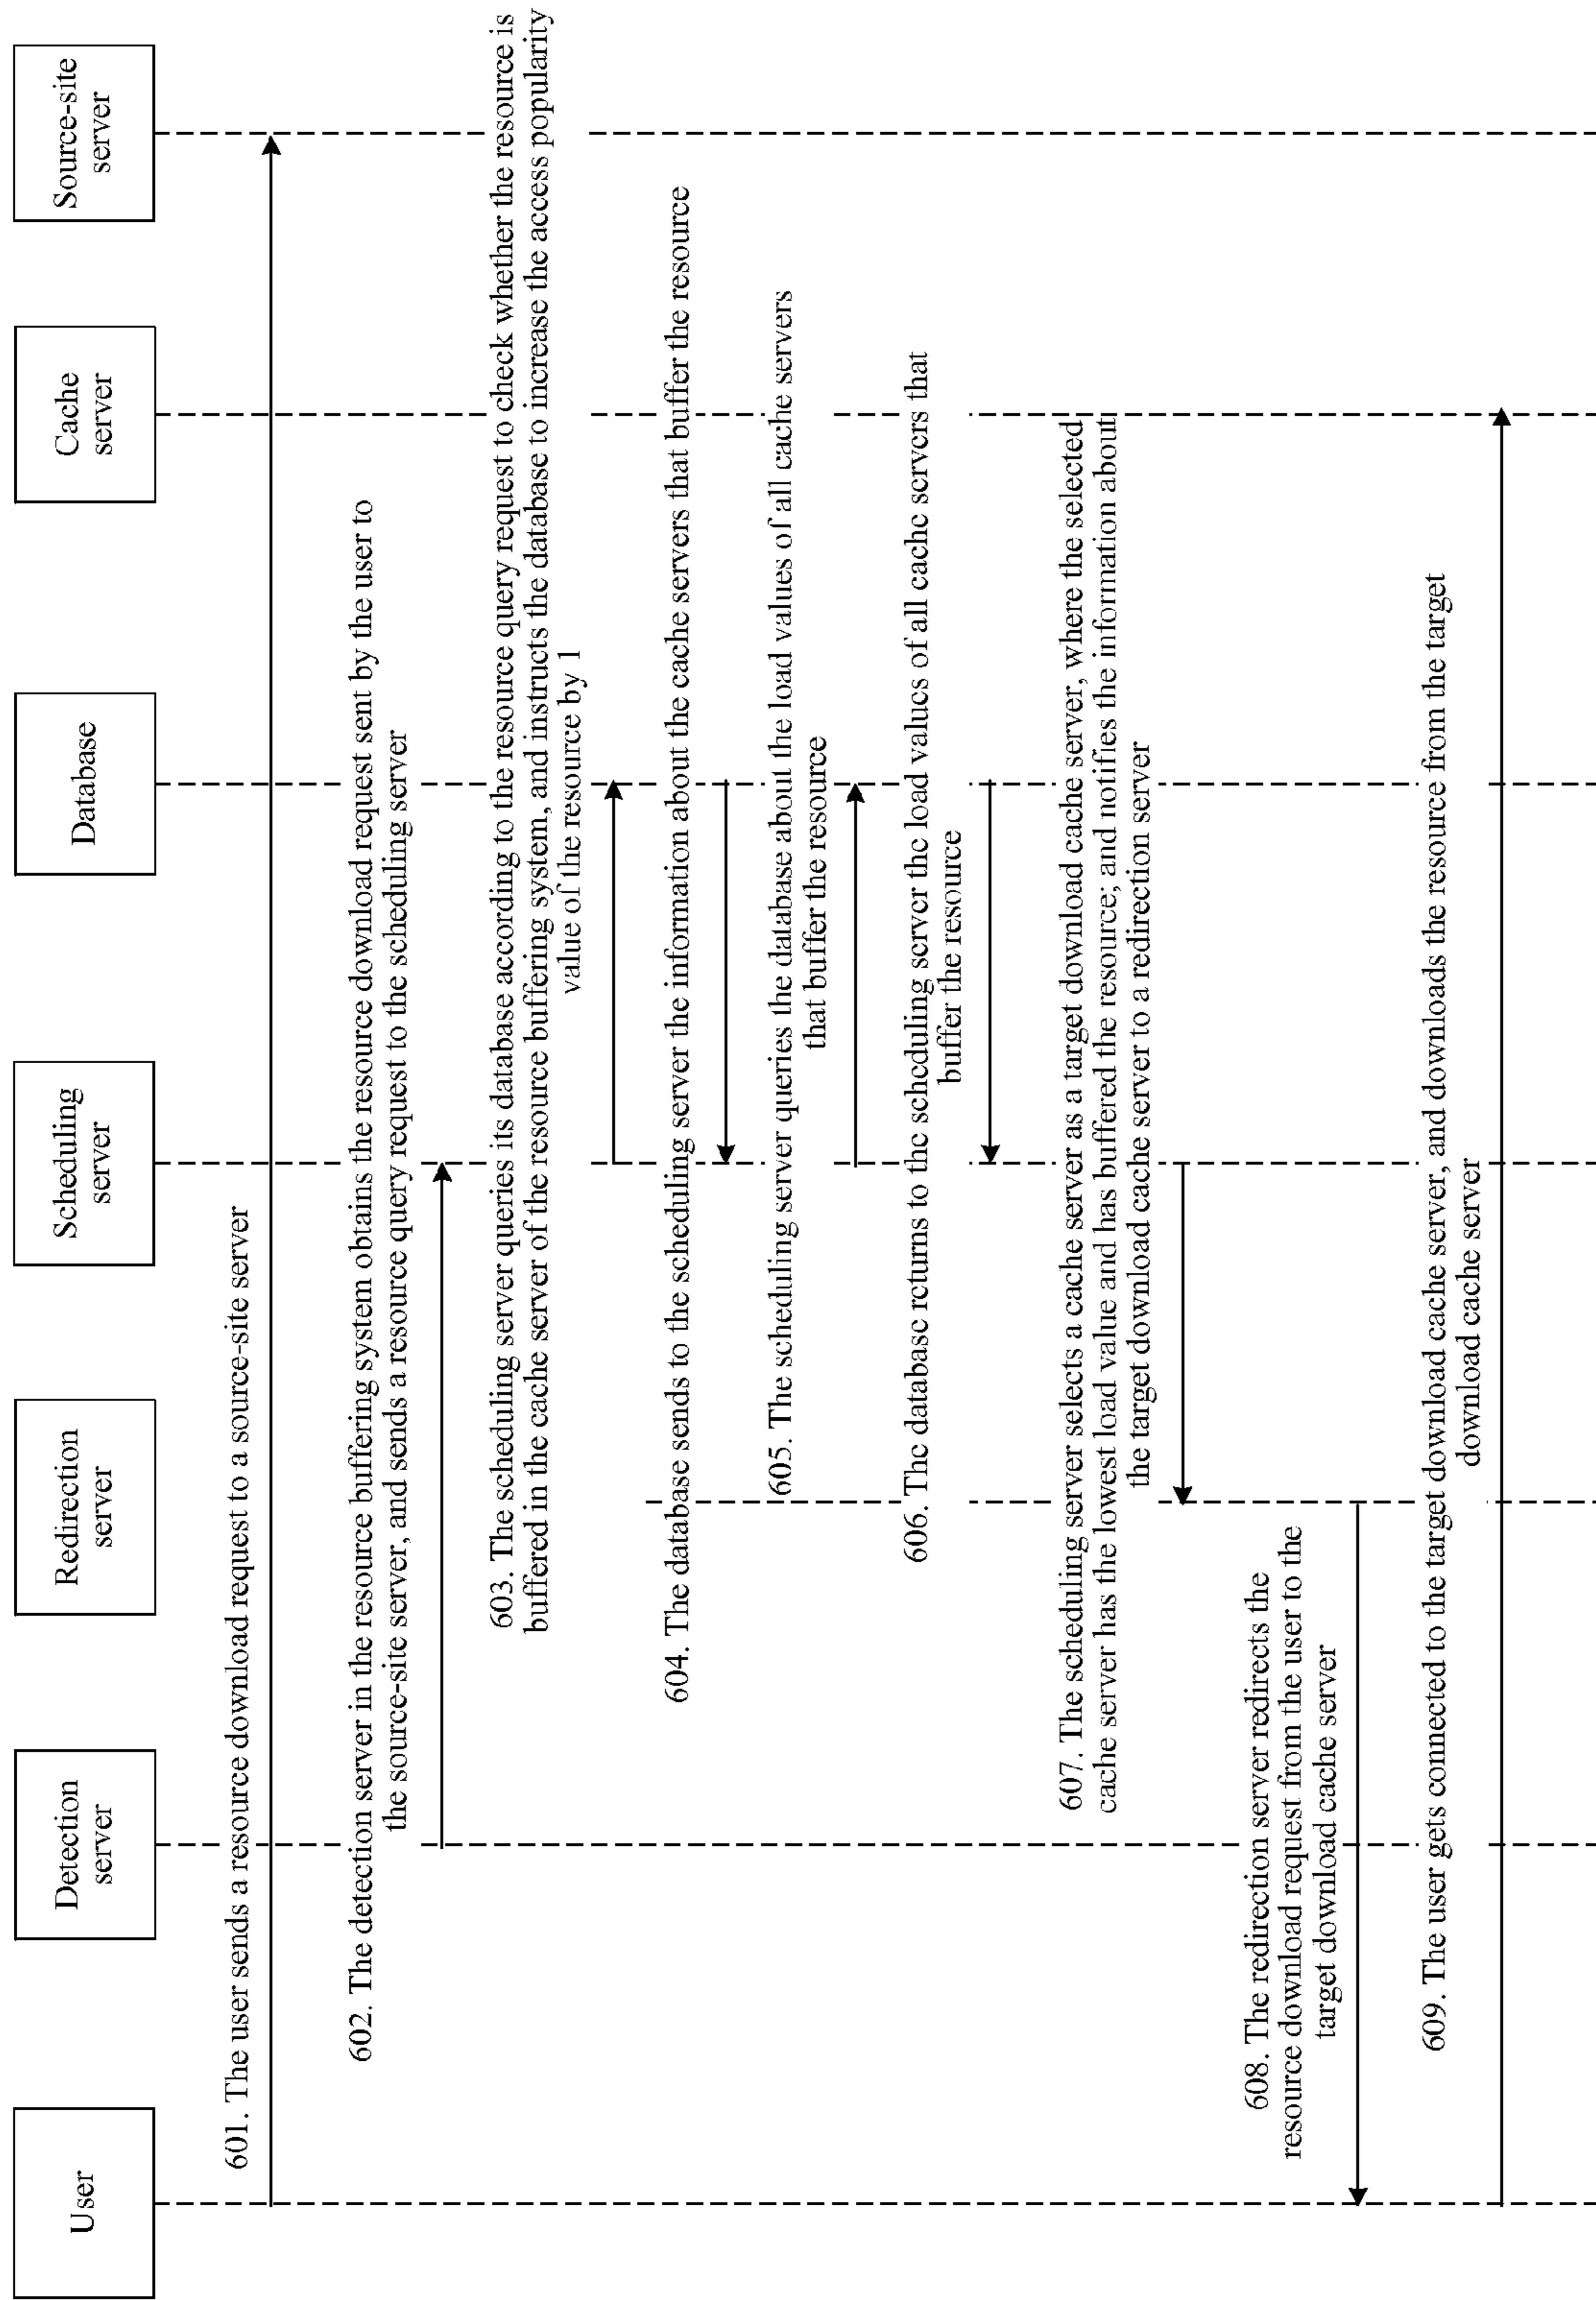 User
Detection
server
Redirection
server
Scheduling
server
Database
Cache
server
Source-site
server
601. The user sends a resource download request to a source-site server
602. The detection server in the resource buffering system obtains the resource download request sent by the user to
the source-site server, and sends a resource query request to the scheduling server
603. The scheduling server queries its database according to the resource query request to check whether the resource is
buffered in the cache server of the resource buffering system, and instructs the database to increase the access popularity
value of the resource by 1
604. The database sends to the scheduling server the information about the cache servers that buffer the resource
605. The scheduling server queries the database about the load values of all cache servers
that buffer the resource
606. The database returns to the scheduling server the load values of all cache servers that
buffer the resource
607. The scheduling server selects a cache server as a target download cache server, where the selected
cache server has the lowest load value and has buffered the resource; and notifies the information about
the target download cache server to a redirection server
608. The redirection server redirects the
resource download request from the user to the
target download cache server
609. The user gets connected to the target download cache server, and downloads the resource from the target
download cache server